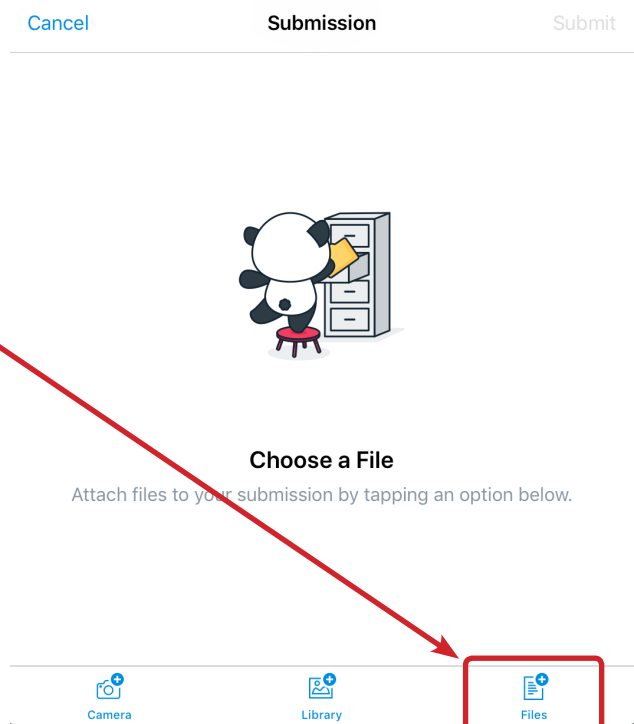 Cancel Submission Submit
Choose a File
Attach files to your submission by tapping an option below.
Camera Library Files